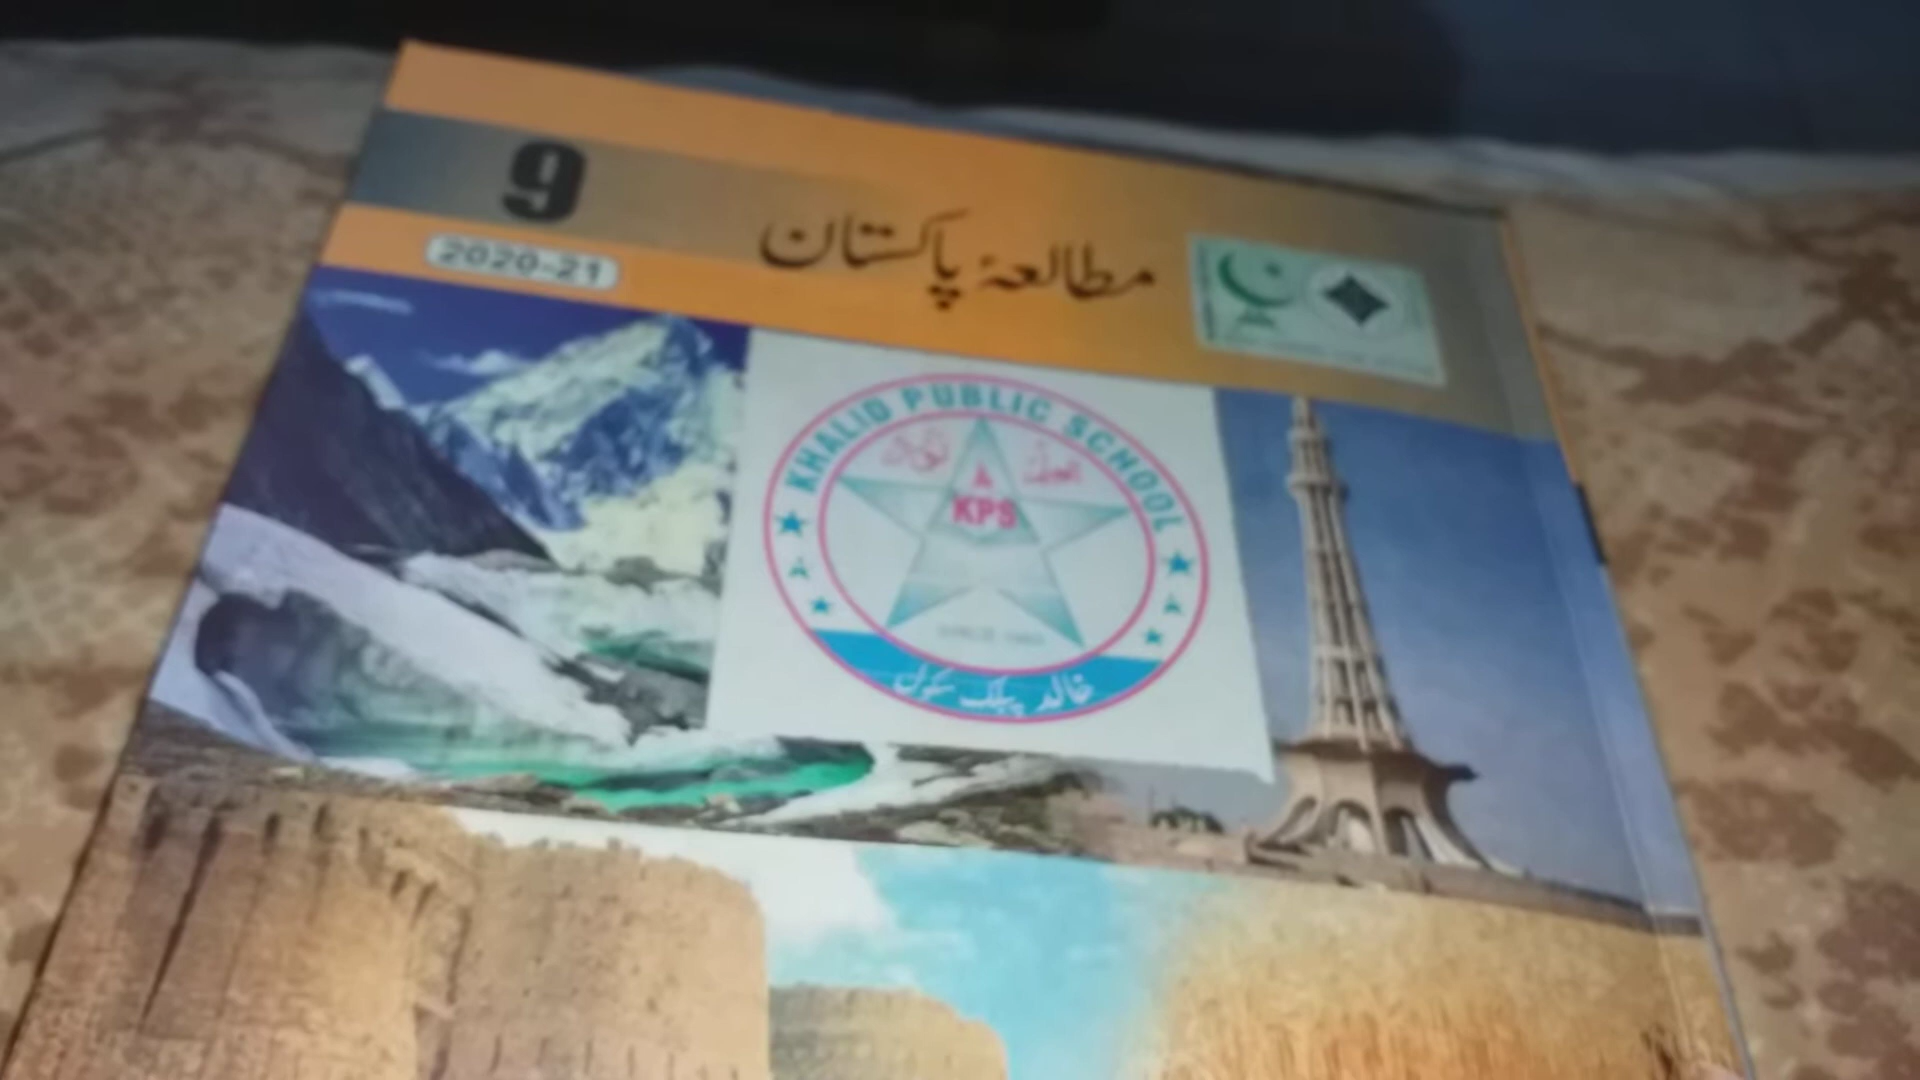 9
2020-21
مطالعۂ پاکستان
KHALID PUBLIC SCHOOL
KPS
خالد پبلک سکول